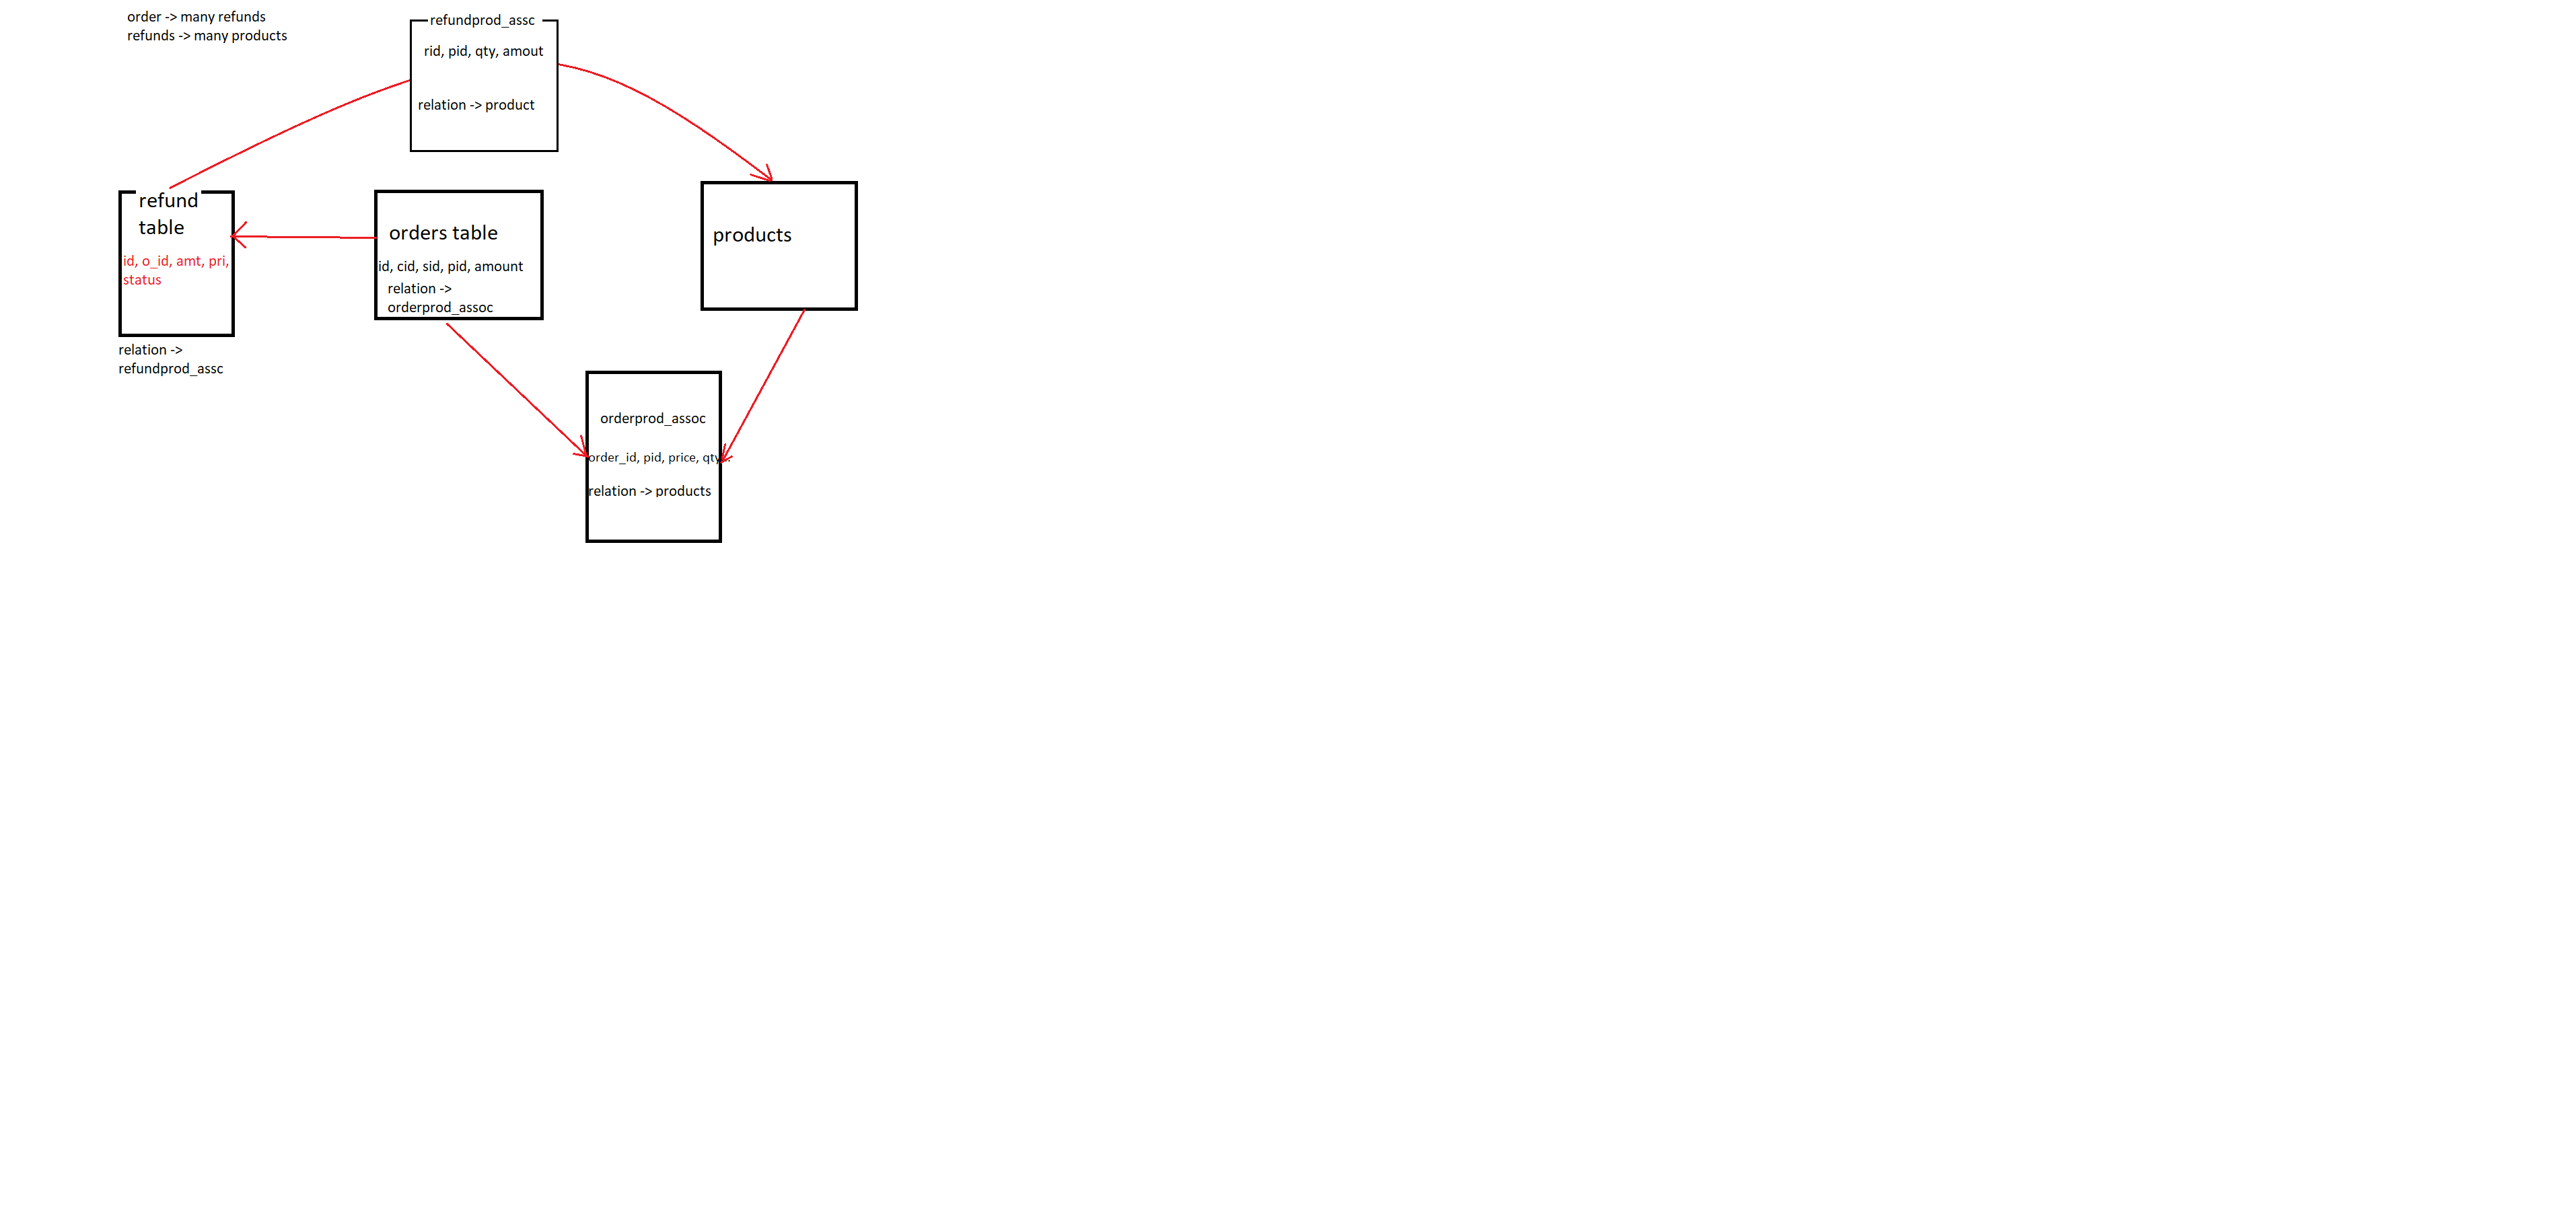 order -> many refunds
refunds -> many products
refundprod_assc
rid, pid, qty, amout
relation -> product
refund
table
id, o_id, amt, pri,
status
relation ->
refundprod_assc
orders table
id, cid, sid, pid, amount
relation ->
orderprod_assoc
products
orderprod_assoc
order_id, pid, price, qty..
relation -> products